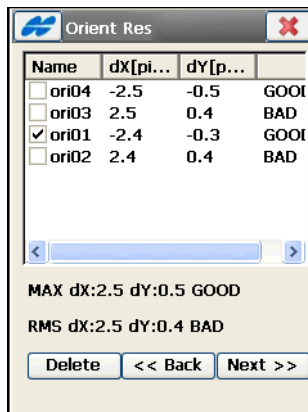 Orient Res
Name dX[pi... dY[p...
ori04 -2.5 -0.5 GOOD
ori03 2.5 0.4 BAD
ori01 -2.4 -0.3 GOOD
ori02 2.4 0.4 BAD
MAX dX:2.5 dY:0.5 GOOD
RMS dX:2.5 dY:0.4 BAD
Delete << Back Next >>